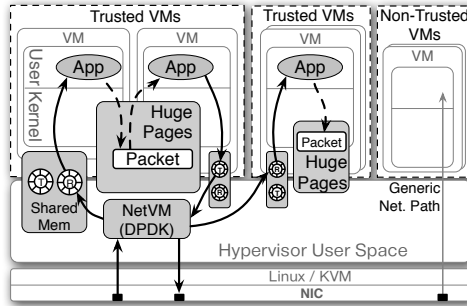 Trusted VMs
Trusted VMs
Non-Trusted
VMs
VM
VM
VM
VM
User
Kernel
App
App
App
Huge
Pages
Packet
Packet
Huge
Pages
T
R
T
R
R
T
Shared
Mem
NetVM
(DPDK)
Generic
Net. Path
Hypervisor User Space
Linux / KVM
NIC